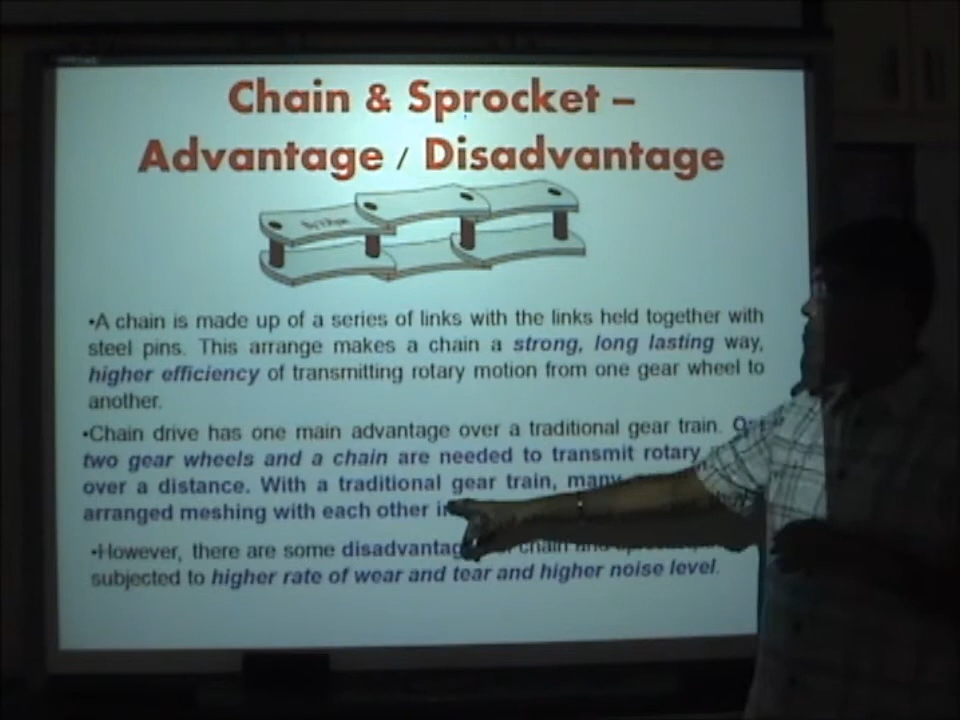 Chain & Sprocket –
Advantage / Disadvantage
•A chain is made up of a series of links with the links held together with
steel pins. This arrange makes a chain a strong, long lasting way,
higher efficiency of transmitting rotary motion from one gear wheel to
another.
•Chain drive has one main advantage over a traditional gear train.
two gear wheels and a chain are needed to transmit rotary
over a distance. With a traditional gear train, many
arranged meshing with each other
•However, there are some chain and
subjected to higher rate of wear and tear and higher noise level.